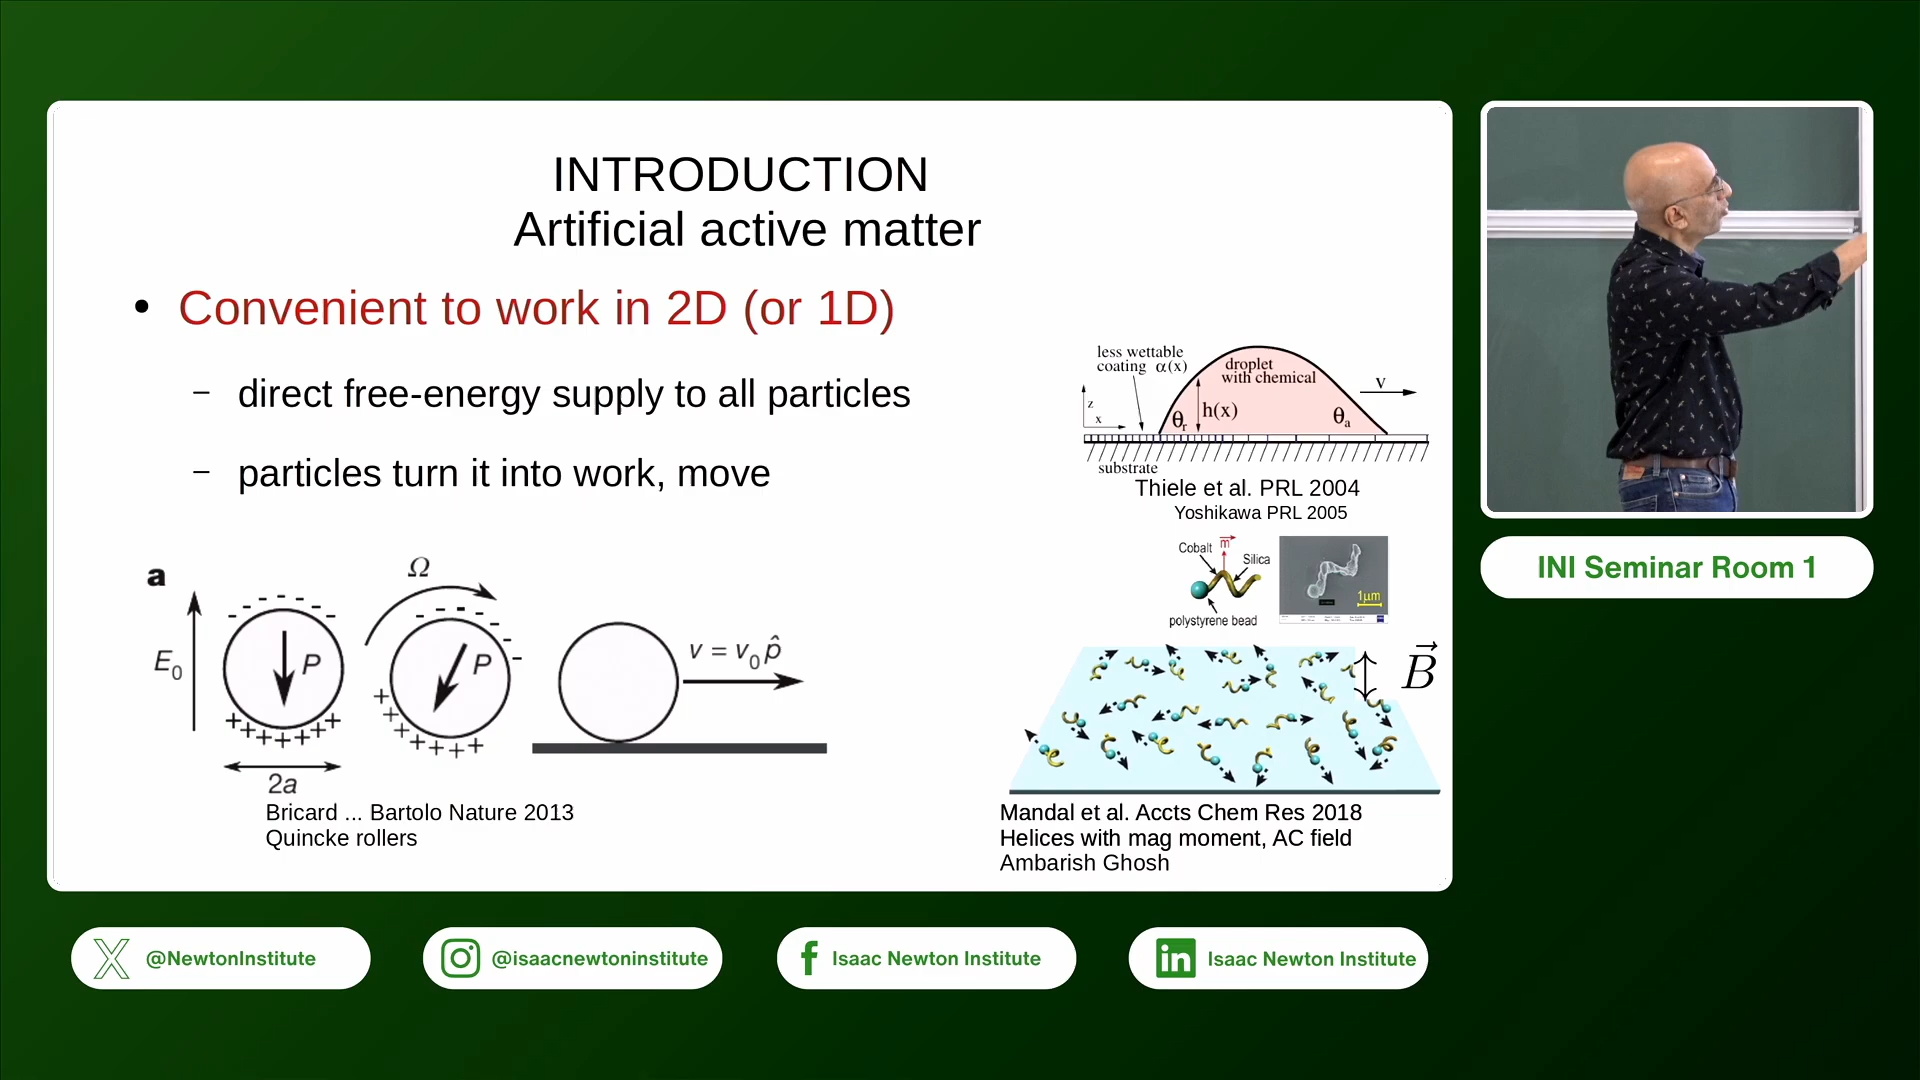 INTRODUCTION
Artificial active matter
• Convenient to work in 2D (or 1D)
– direct free-energy supply to all particles
– particles turn it into work, move
less wettable
coating α(x)
droplet
with chemical
v
z
x
θr
h(x)
θa
substrate
Thiele et al. PRL 2004
Yoshikawa PRL 2005
Cobalt
m
Silica
polystyrene bead
1μm
B
a
E0
P
Ω
P
v = v0 p̂
2a
Bricard ... Bartolo Nature 2013
Quincke rollers
Mandal et al. Accts Chem Res 2018
Helices with mag moment, AC field
Ambarish Ghosh
INI Seminar Room 1
@NewtonInstitute
@isaacnewtoninstitute
Isaac Newton Institute
Isaac Newton Institute